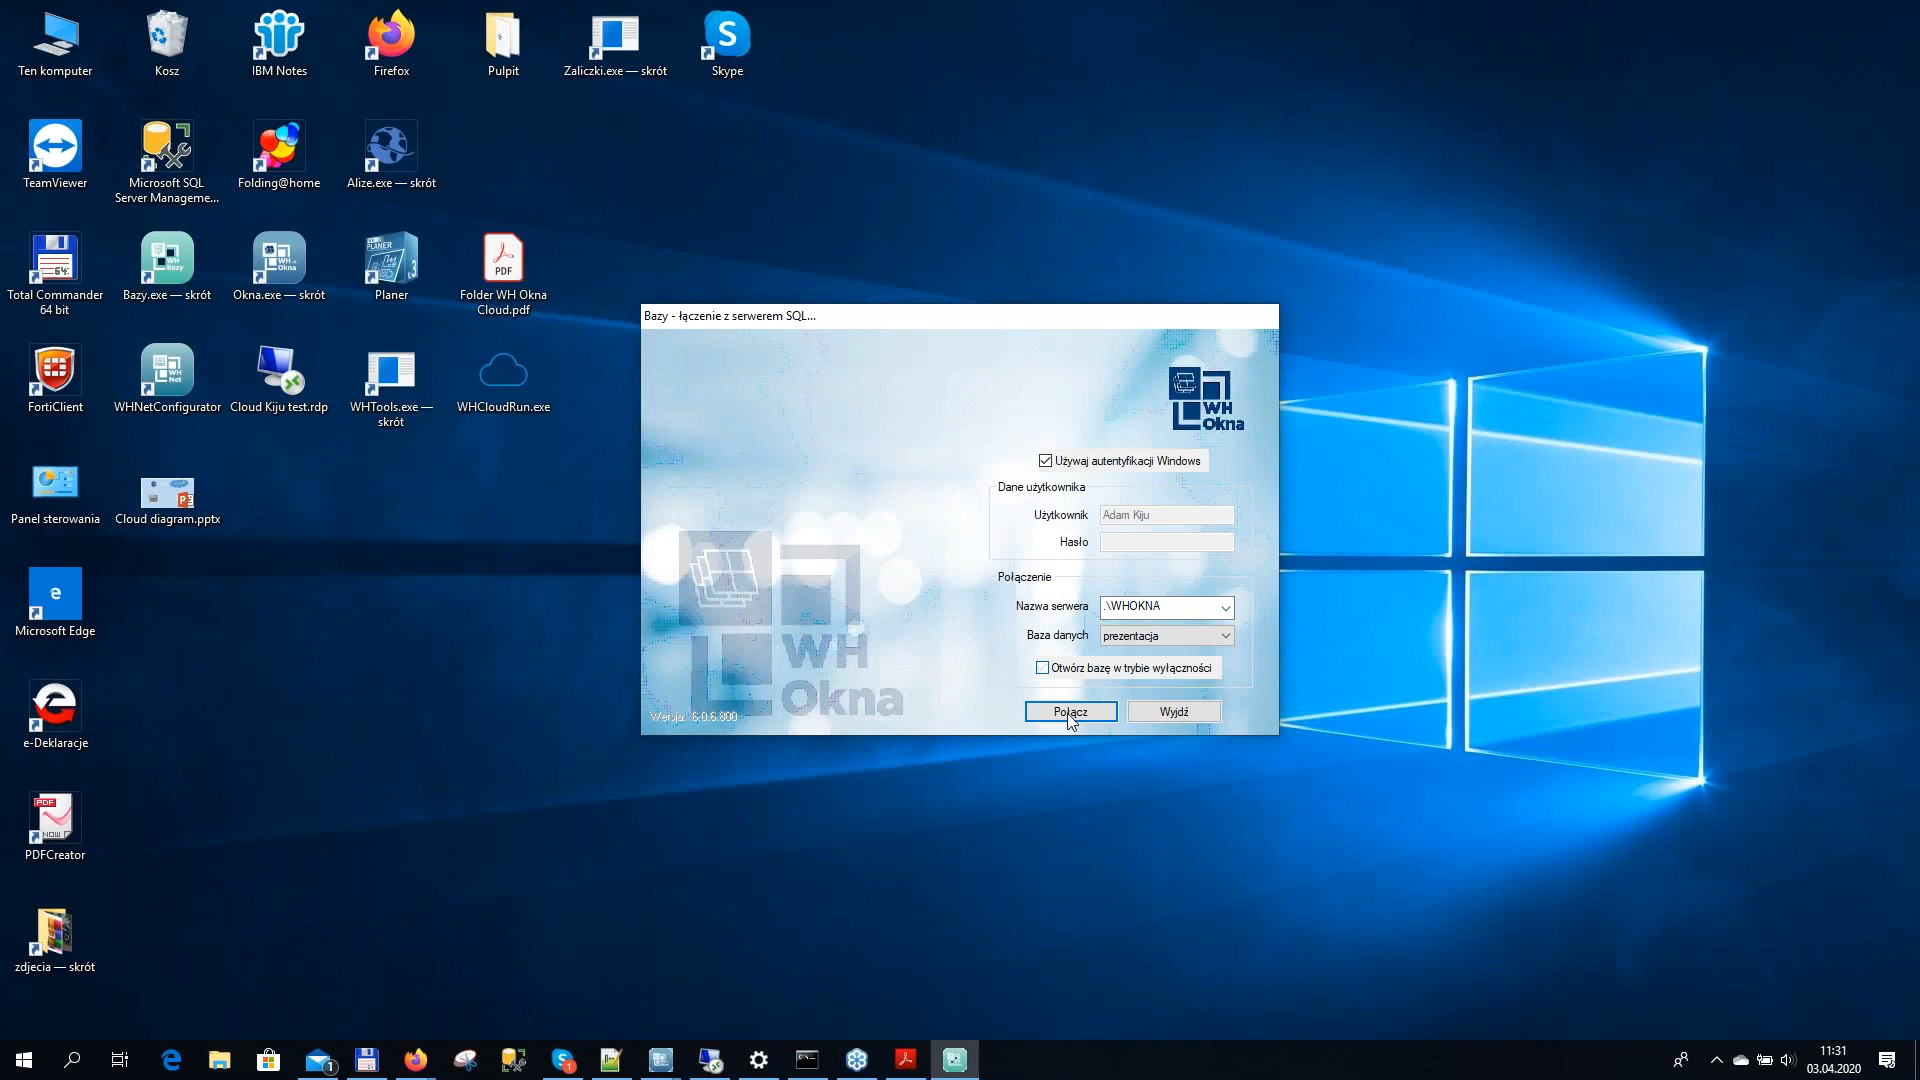 Ten komputer
Kosz
IBM Notes
Firefox
Pulpit
Zaliczki.exe — skrót
Skype
TeamViewer
Microsoft SQL
Server Manageme...
Folding@home
Alize.exe — skrót
Total Commander
64 bit
Bazy.exe — skrót
Okna.exe — skrót
Planer
Folder WH Okna
Cloud.pdf
FortiClient
WHNetConfigurator
Cloud Kiju test.rdp
WHTools.exe —
skrót
WHCloudRun.exe
Panel sterowania
Cloud diagram.pptx
Microsoft Edge
e-Deklaracje
PDFCreator
zdjecia — skrót
Bazy - łączenie z serwerem SQL...
WH
Okna
Używaj autentyfikacji Windows
Dane użytkownika
Użytkownik
Adam Kiju
Hasło
Połączenie
Nazwa serwera
.\WHOKNA
Baza danych
prezentacja
Otwórz bazę w trybie wyłączności
WH
Okna
Wersja: 6.0.6.800
Połącz
Wyjdź
11:31
03.04.2020